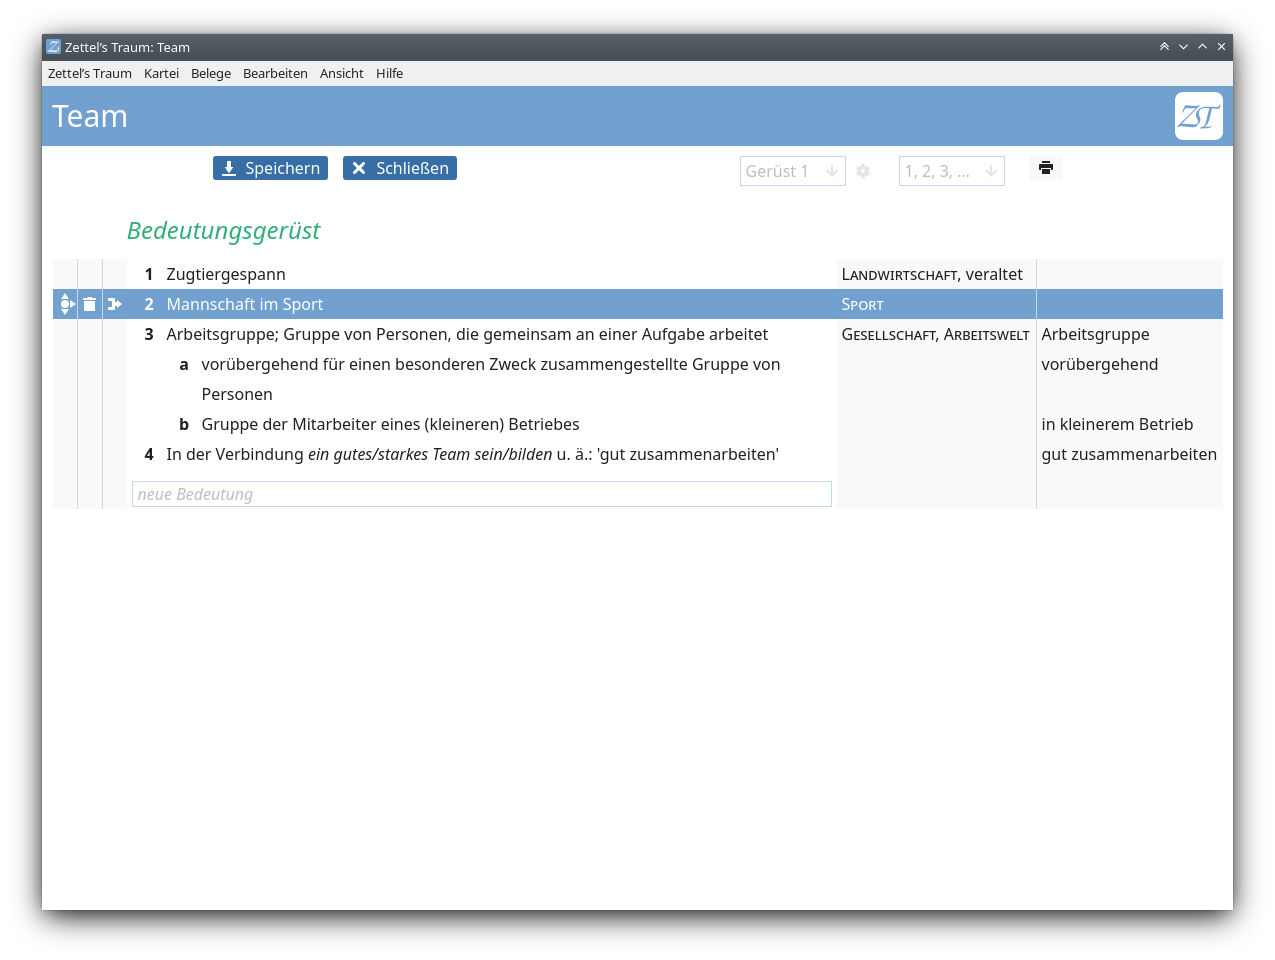 Zettel’s Traum: Team
Zettel’s Traum Kartei Belege Bearbeiten Ansicht Hilfe
Team ZT
Speichern Schließen Gerüst 1 1, 2, 3, …
Bedeutungsgerüst
1 Zugtiergespann Landwirtschaft, veraltet
2 Mannschaft im Sport Sport
3 Arbeitsgruppe; Gruppe von Personen, die gemeinsam an einer Aufgabe arbeitet Gesellschaft, Arbeitswelt Arbeitsgruppe
a vorübergehend für einen besonderen Zweck zusammengestellte Gruppe von vorübergehend
Personen
b Gruppe der Mitarbeiter eines (kleineren) Betriebes in kleinerem Betrieb
4 In der Verbindung ein gutes/starkes Team sein/bilden u. ä.: 'gut zusammenarbeiten' gut zusammenarbeiten
neue Bedeutung